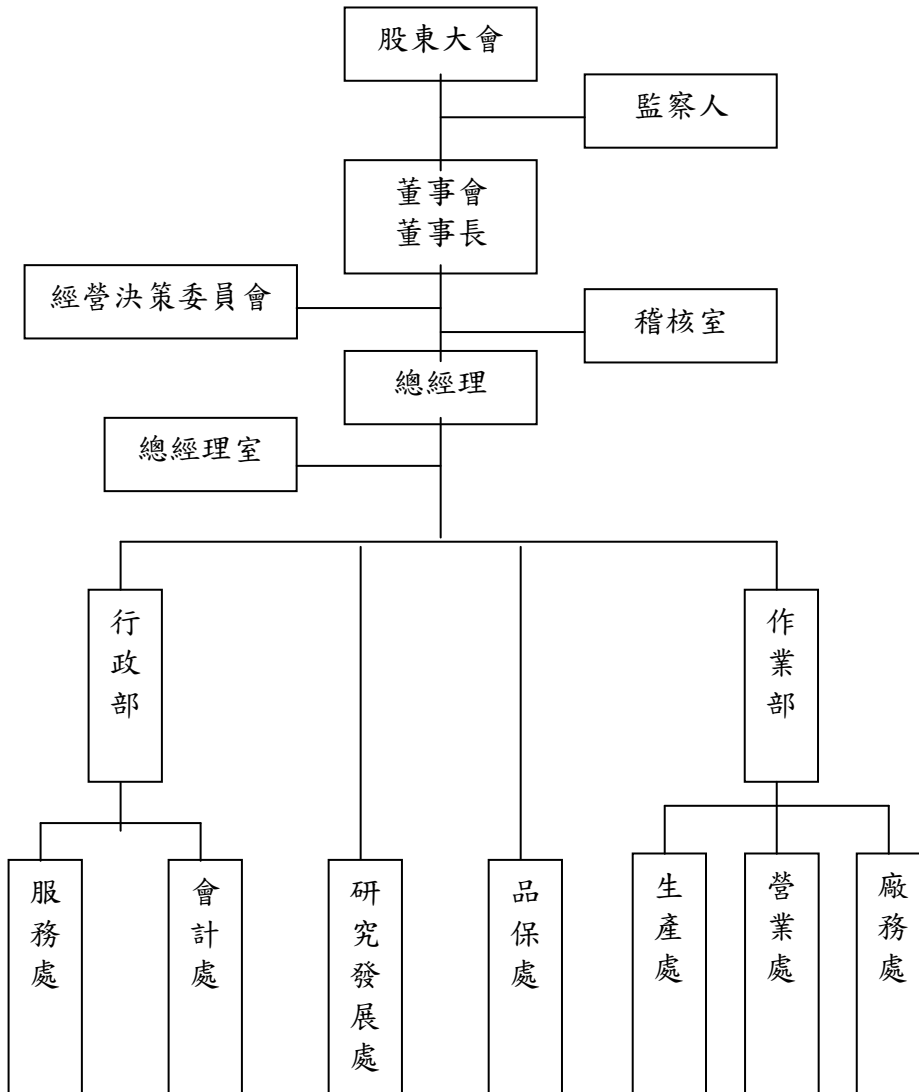 股東大會
監察人
董事會
董事長
經營決策委員會
稽核室
總經理
總經理室
行政部
作業部
服務處
會計處
研究發展處
品保處
生產處
營業處
廠務處